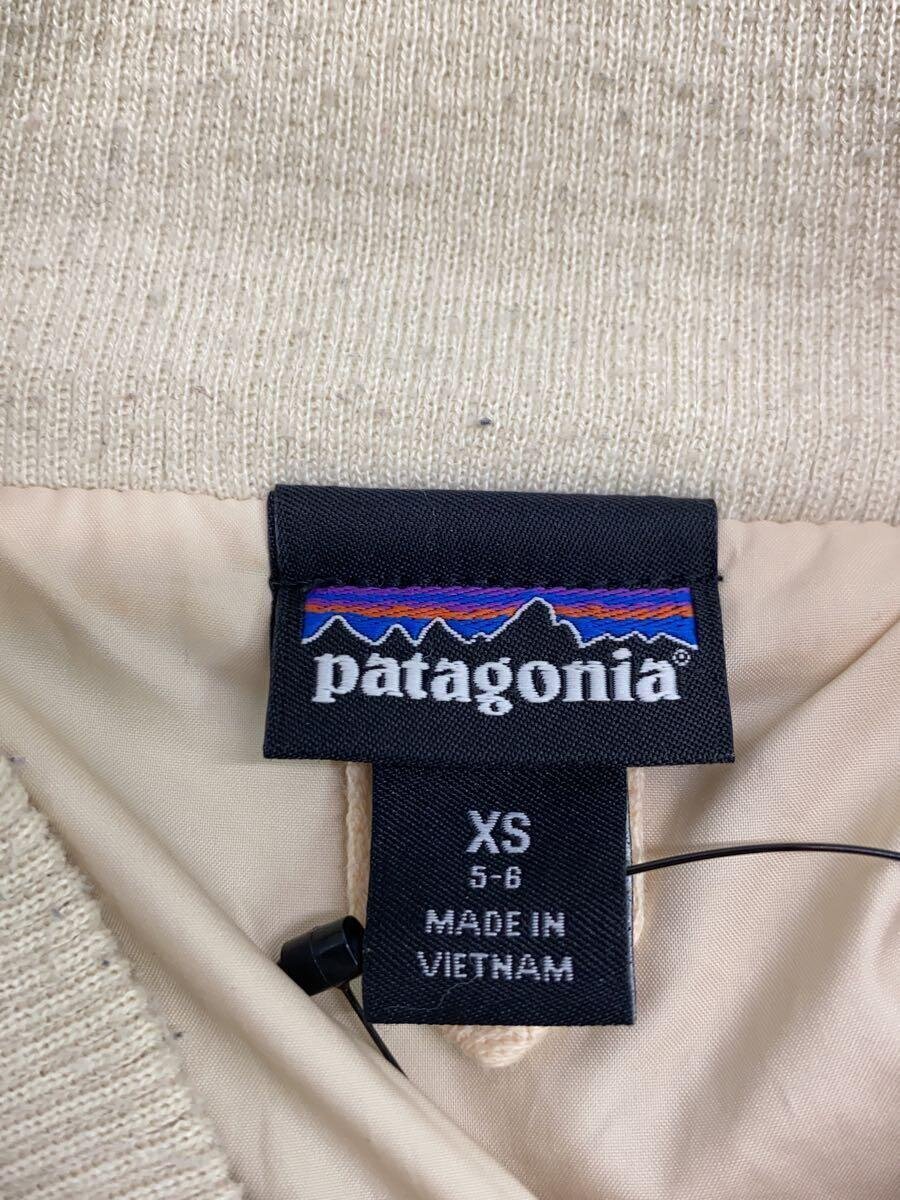 patagonia®
XS
5-6
MADE IN
VIETNAM